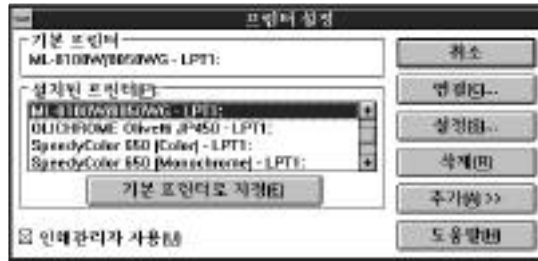 프린터 설정
기본 프린터
ML-8100W/8050WG - LPT1:
설치된 프린터(P):
ML-8100W/8050WG - LPT1:
OLICHROME Olivetti JP450 - LPT1:
SpeedyColor 650 [Color] - LPT1:
SpeedyColor 650 [Monochrome] - LPT1:
기본 프린터로 지정(E)
인쇄관리자 사용(U)
취소
연결(C)...
설정(S)...
삭제(R)
추가(A) >>
도움말(H)